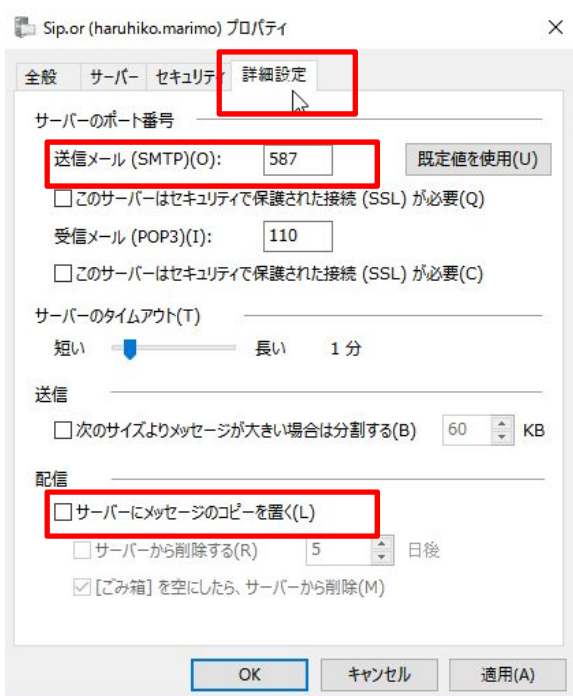 Sip.or (haruhiko.marimo) プロパティ
全般 サーバー セキュリティ 詳細設定
サーバーのポート番号
送信メール (SMTP)(O): 587 既定値を使用(U)
このサーバーはセキュリティで保護された接続 (SSL) が必要(Q)
受信メール (POP3)(I): 110
このサーバーはセキュリティで保護された接続 (SSL) が必要(C)
サーバーのタイムアウト(T)
短い 長い 1 分
送信
次のサイズよりメッセージが大きい場合は分割する(B) 60 KB
配信
サーバーにメッセージのコピーを置く(L)
サーバーから削除する(R) 5 日後
[ごみ箱] を空にしたら、サーバーから削除(M)
OK キャンセル 適用(A)